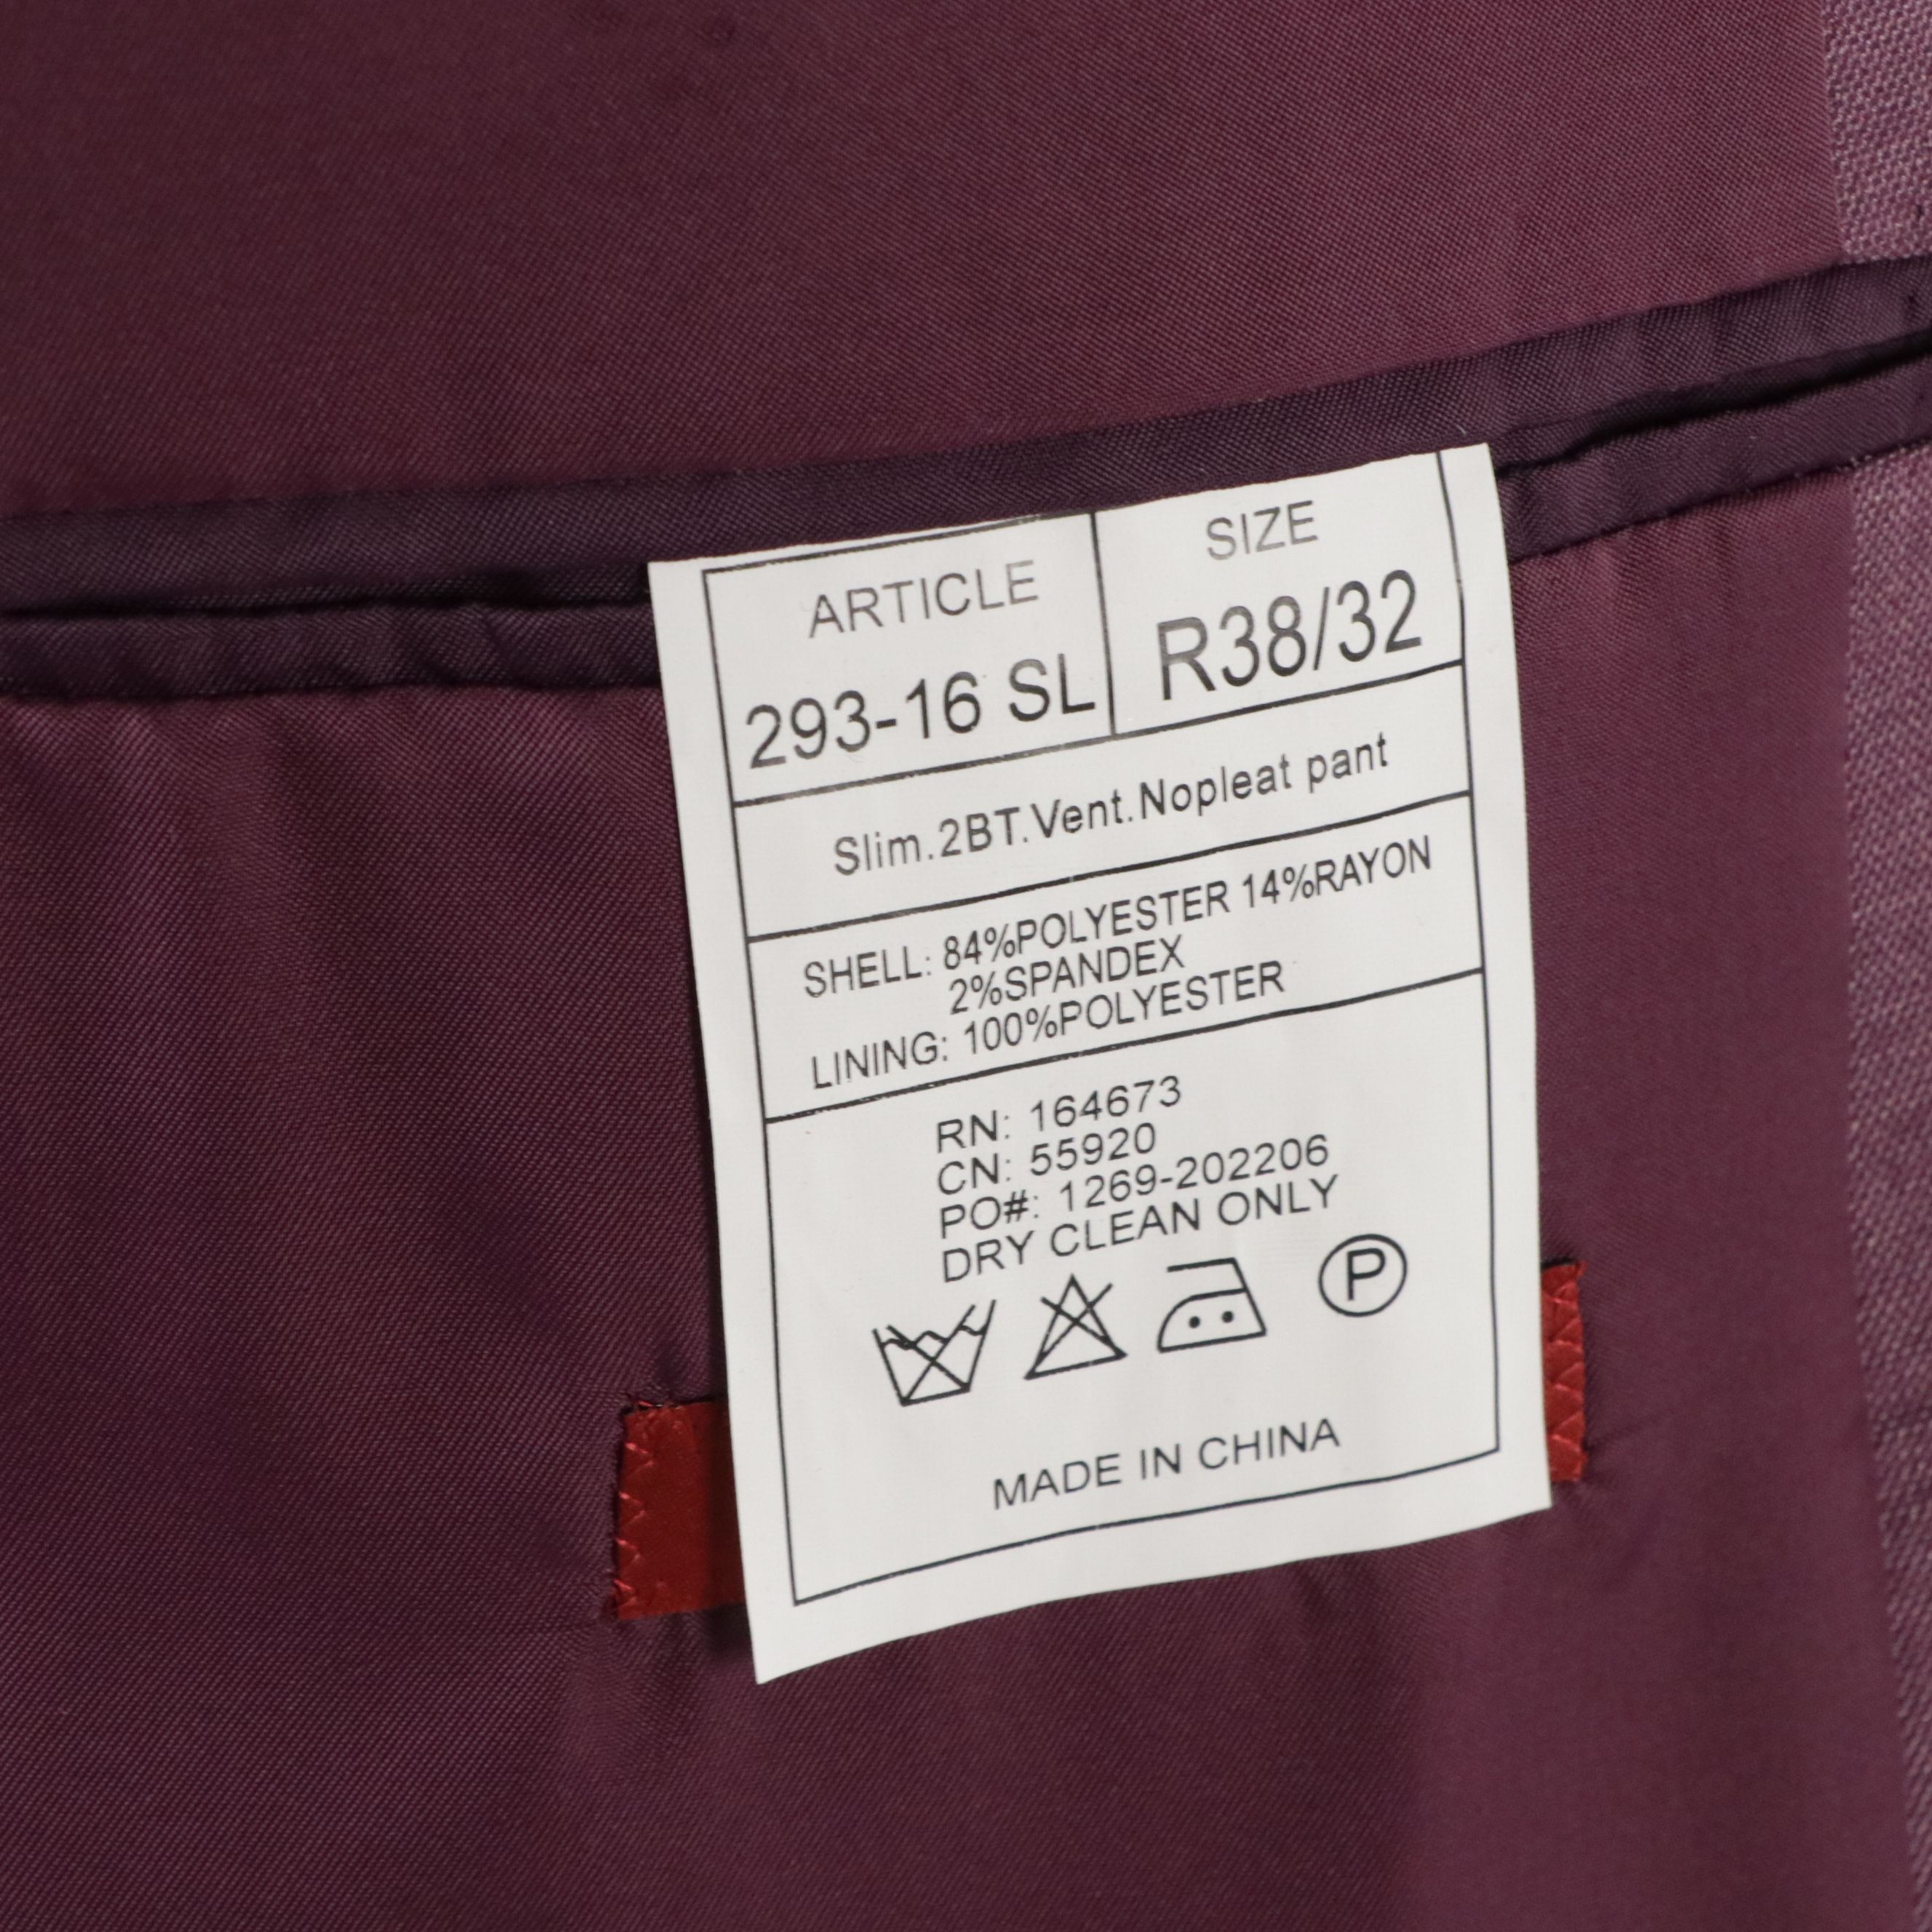 ARTICLE
SIZE
293-16 SL
R38/32
Slim.2BT.Vent.Nopleat pant
SHELL: 84%POLYESTER 14%RAYON
2%SPANDEX
LINING: 100%POLYESTER
RN: 164673
CN: 55920
PO#: 1269-202206
DRY CLEAN ONLY
P
MADE IN CHINA